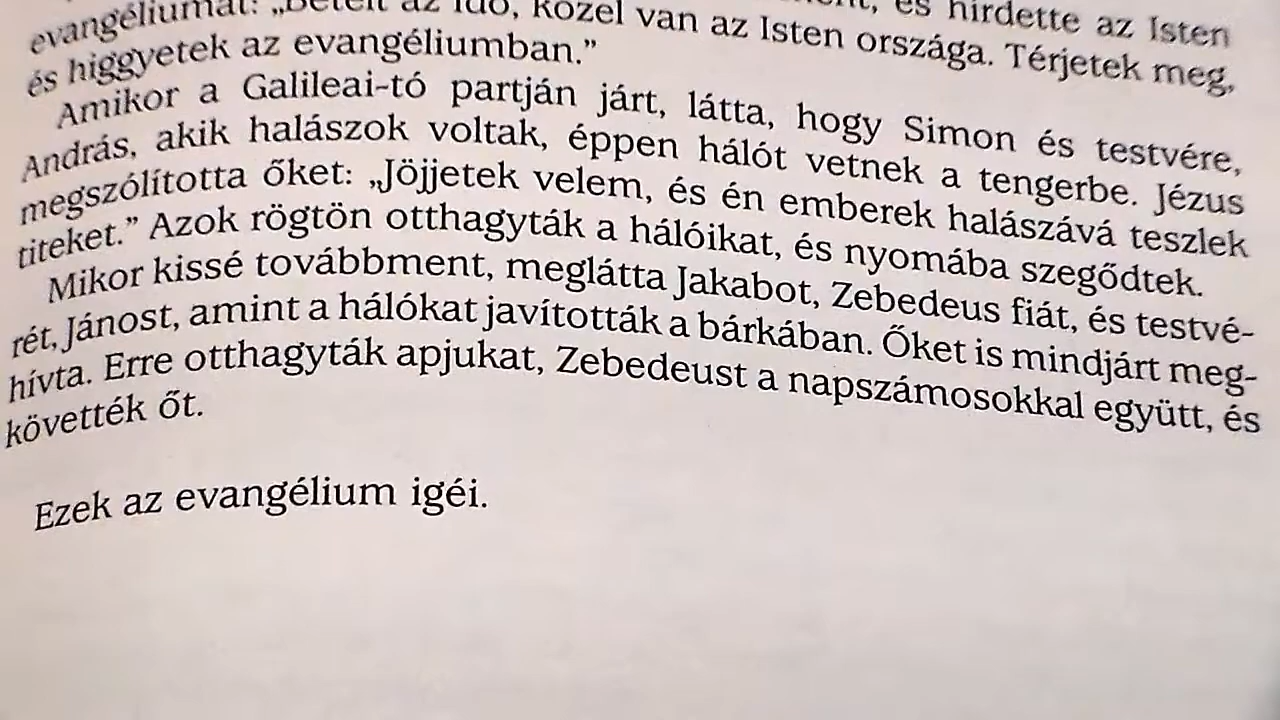 és hirdette az Isten
evangéliumát: „Betelt az idő, közel van az Isten országa. Térjetek meg,
és higgyetek az evangéliumban.”
Amikor a Galileai-tó partján járt, látta, hogy Simon és testvére,
András, akik halászok voltak, éppen hálót vetnek a tengerbe. Jézus
megszólította őket: „Jöjjetek velem, és én emberek halászává teszlek
titeket.” Azok rögtön otthagyták a hálóikat, és nyomába szegődtek.
Mikor kissé továbbment, meglátta Jakabot, Zebedeus fiát, és testvé-
rét, Jánost, amint a hálókat javították a bárkában. Őket is mindjárt meg-
hívta. Erre otthagyták apjukat, Zebedeust a napszámosokkal együtt, és
követték őt.
Ezek az evangélium igéi.